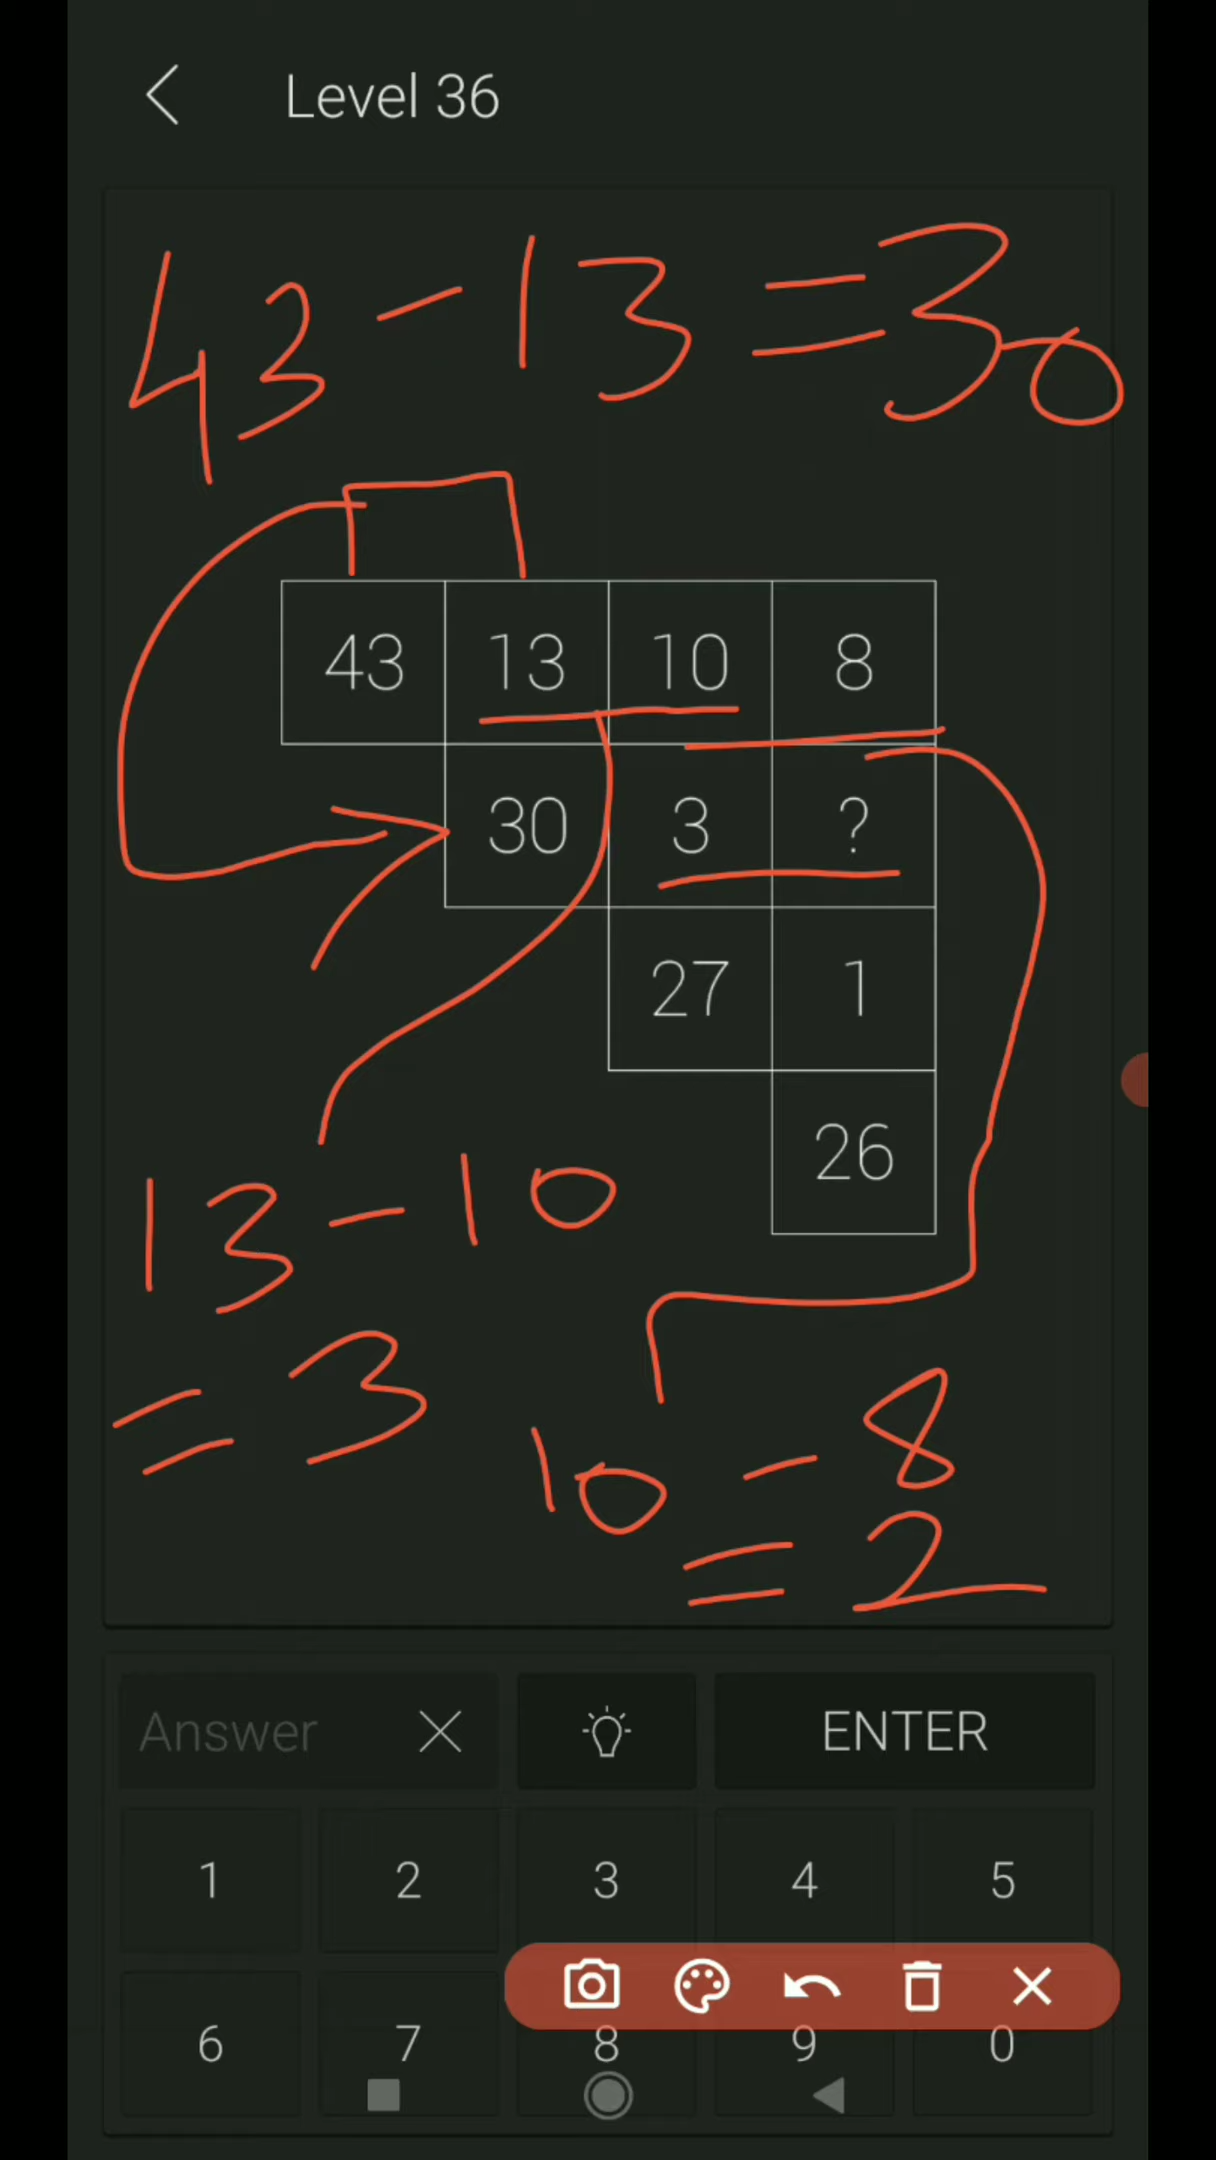 Level 36
43 - 13 = 30
43 13 10 8
30 3 ?
27 1
26
13 - 10
= 3
10 - 8
= 2
Answer ENTER
1 2 3 4 5
6 7 8 9 0